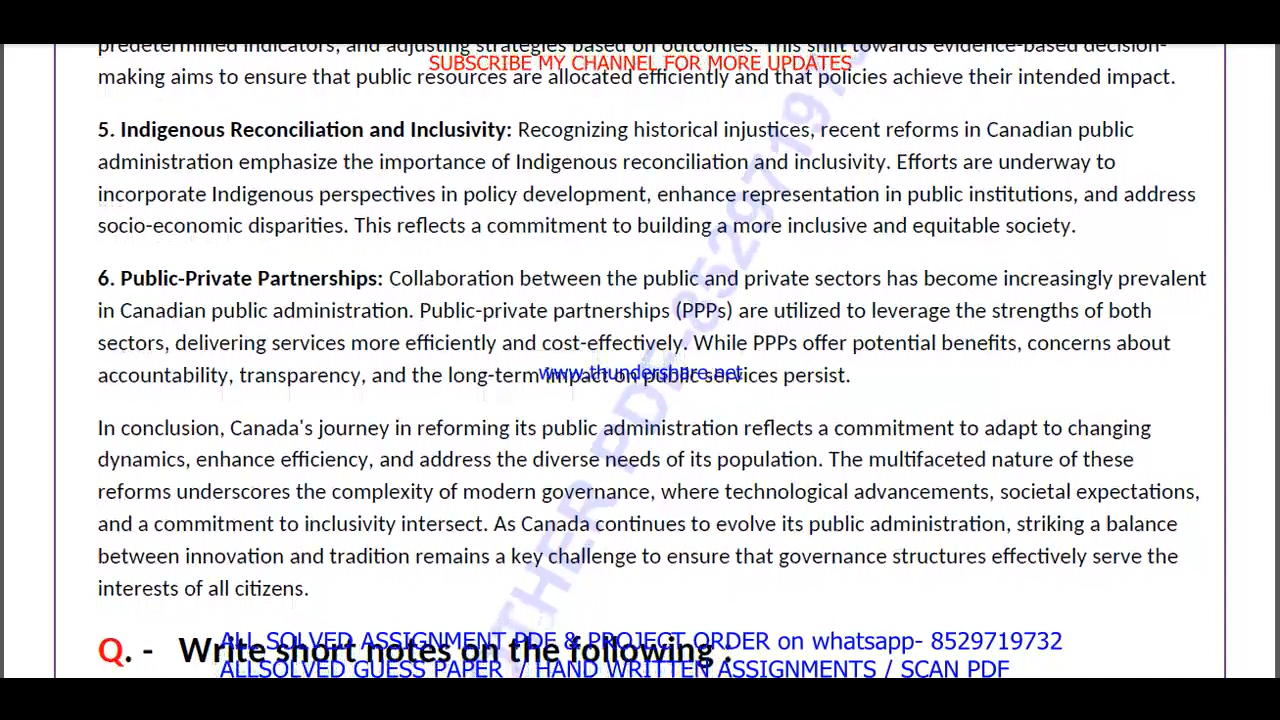 predetermined indicators, and adjusting strategies based on outcomes. This shift towards evidence-based decision-
SUBSCRIBE MY CHANNEL FOR MORE UPDATES
making aims to ensure that public resources are allocated efficiently and that policies achieve their intended impact.
5. Indigenous Reconciliation and Inclusivity: Recognizing historical injustices, recent reforms in Canadian public
administration emphasize the importance of Indigenous reconciliation and inclusivity. Efforts are underway to
incorporate Indigenous perspectives in policy development, enhance representation in public institutions, and address
socio-economic disparities. This reflects a commitment to building a more inclusive and equitable society.
6. Public-Private Partnerships: Collaboration between the public and private sectors has become increasingly prevalent
in Canadian public administration. Public-private partnerships (PPPs) are utilized to leverage the strengths of both
sectors, delivering services more efficiently and cost-effectively. While PPPs offer potential benefits, concerns about
accountability, transparency, and the long-term impact on public services persist.
www.thundershare.net
In conclusion, Canada's journey in reforming its public administration reflects a commitment to adapt to changing
dynamics, enhance efficiency, and address the diverse needs of its population. The multifaceted nature of these
reforms underscores the complexity of modern governance, where technological advancements, societal expectations,
and a commitment to inclusivity intersect. As Canada continues to evolve its public administration, striking a balance
between innovation and tradition remains a key challenge to ensure that governance structures effectively serve the
interests of all citizens.
Q. - Write short notes on the following :
ALL SOLVED ASSIGNMENT PDF & PROJECT ORDER on whatsapp- 8529719732
ALLSOLVED GUESS PAPER / HAND WRITTEN ASSIGNMENTS / SCAN PDF
THER PDF-852971973